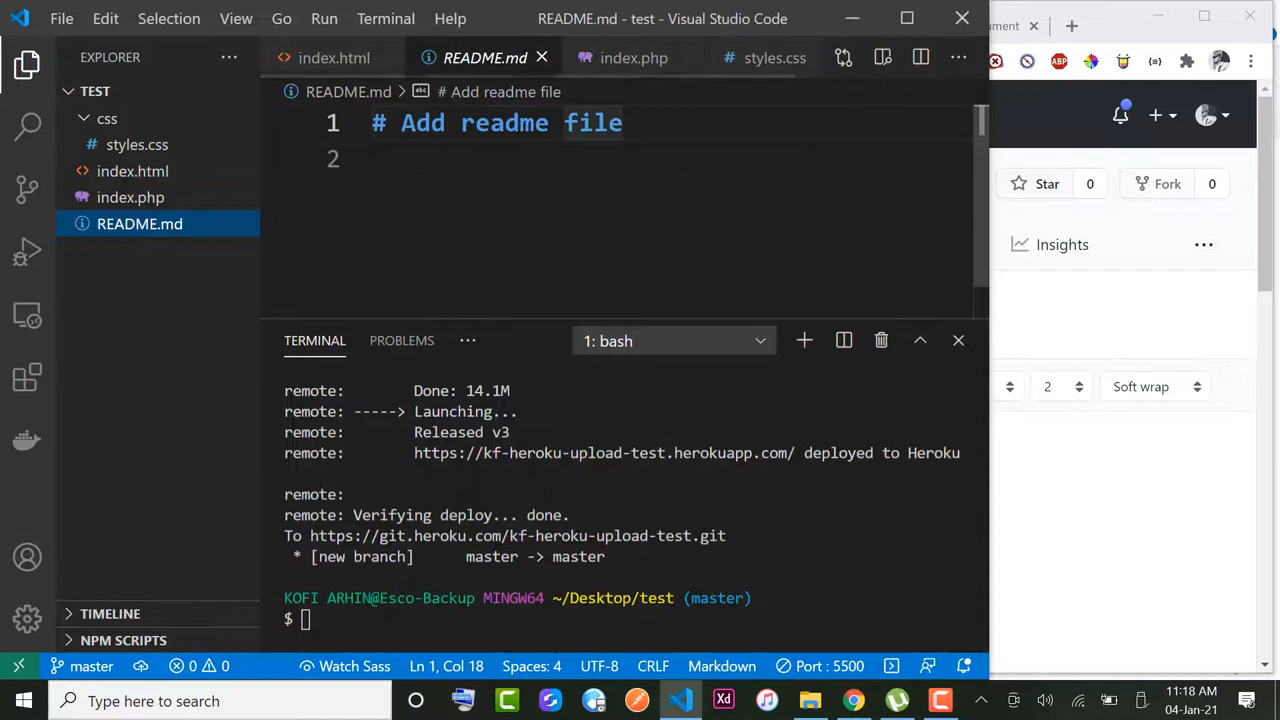 File Edit Selection View Go Run Terminal Help README.md - test - Visual Studio Code
EXPLORER
index.html README.md index.php styles.css
TEST
README.md > # Add readme file
css
styles.css
index.html
index.php
README.md
1 # Add readme file
2
TERMINAL PROBLEMS 1: bash
remote: Done: 14.1M
remote: -----> Launching...
remote: Released v3
remote: https://kf-heroku-upload-test.herokuapp.com/ deployed to Heroku
remote:
remote: Verifying deploy... done.
To https://git.heroku.com/kf-heroku-upload-test.git
* [new branch] master -> master
KOFI ARHIN@Esco-Backup MINGW64 ~/Desktop/test (master)
$
TIMELINE
NPM SCRIPTS
master 0 0 Watch Sass Ln 1, Col 18 Spaces: 4 UTF-8 CRLF Markdown Port : 5500
ument
ABP
Star 0 Fork 0
Insights
2 Soft wrap
Type here to search
Xd
11:18 AM
04-Jan-21